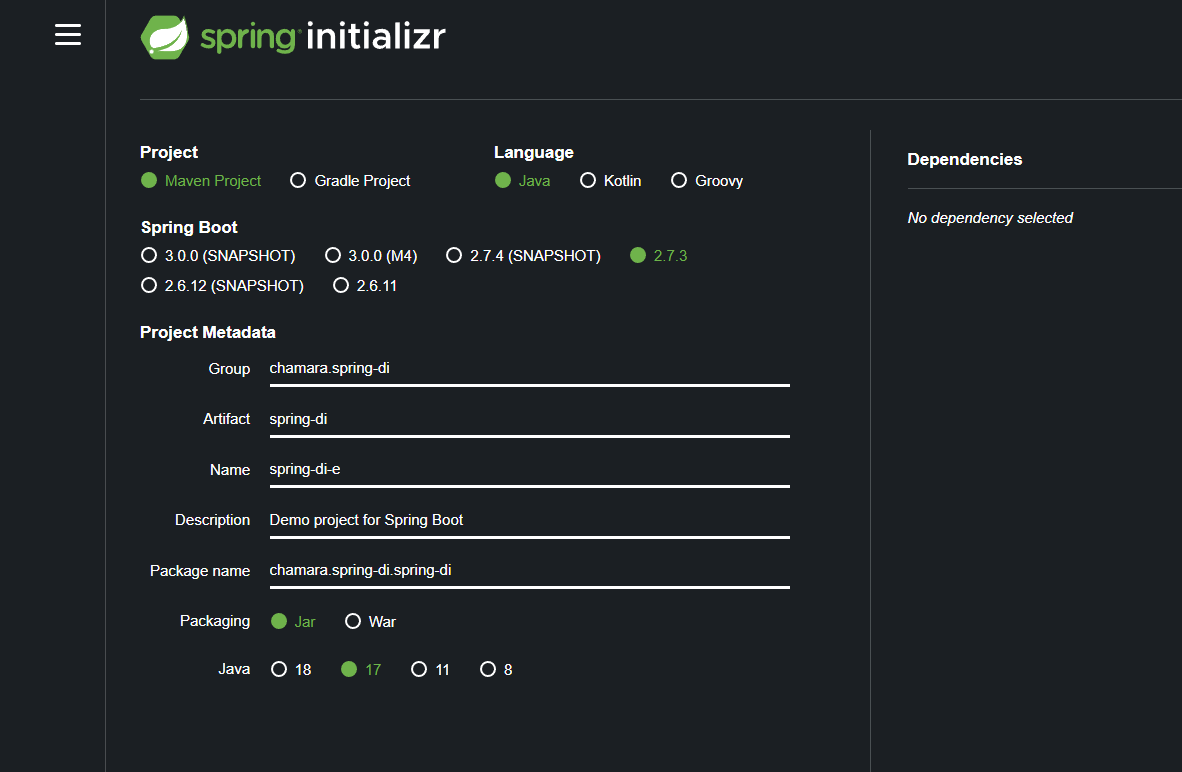 spring initializr
Project
Maven Project Gradle Project
Language
Java Kotlin Groovy
Spring Boot
3.0.0 (SNAPSHOT) 3.0.0 (M4) 2.7.4 (SNAPSHOT) 2.7.3
2.6.12 (SNAPSHOT) 2.6.11
Project Metadata
Group chamara.spring-di
Artifact spring-di
Name spring-di-e
Description Demo project for Spring Boot
Package name chamara.spring-di.spring-di
Packaging Jar War
Java 18 17 11 8
Dependencies
No dependency selected